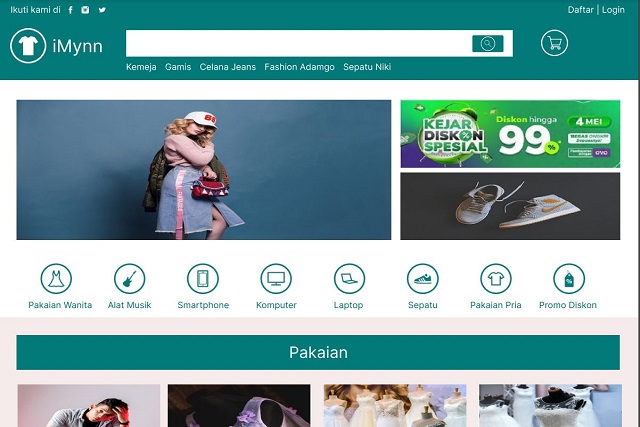 Ikuti kami di
Daftar | Login
iMynn
Kemeja Gamis Celana Jeans Fashion Adamgo Sepatu Niki
KEJAR
DISKON
SPESIAL
Diskon hingga
99%
4 MEI
Pakaian Wanita
Alat Musik
Smartphone
Komputer
Laptop
Sepatu
Pakaian Pria
Promo Diskon
Pakaian